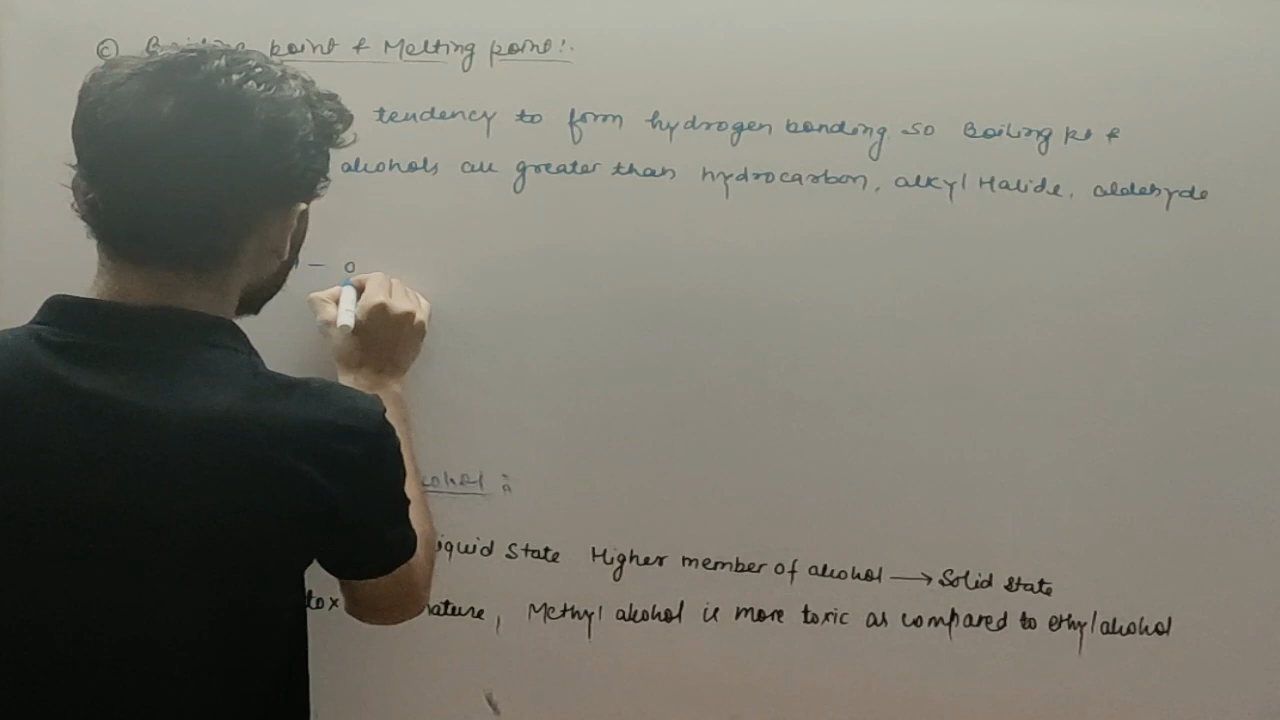 © Boiling point & Melting point :
tendency to form hydrogen bonding so Boiling pt &
alcohols are greater than hydrocarbon, alkyl Halide, aldehyde
— O
cohol :
iquid State Higher member of alcohol → Solid State
tox nature, Methyl alcohol is more toxic as compared to ethyl alcohol